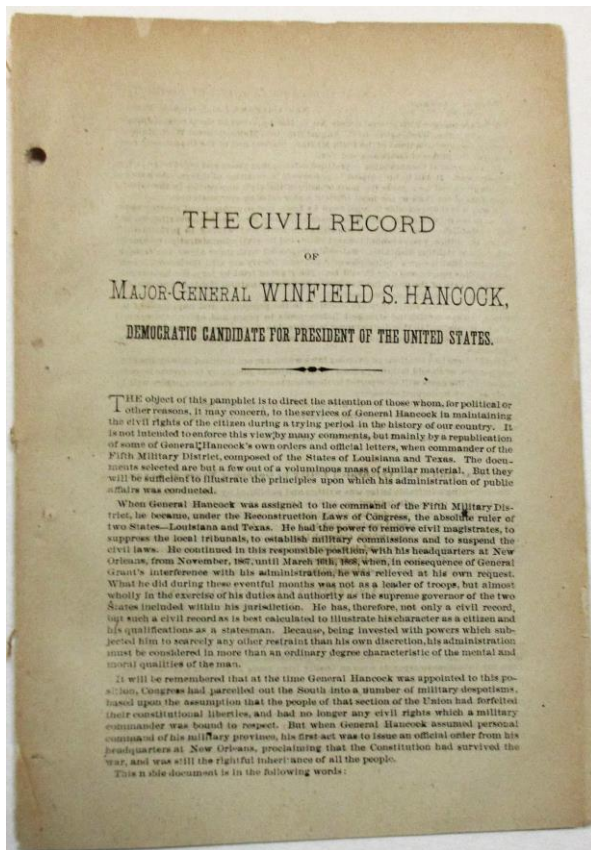 THE CIVIL RECORD
OF
MAJOR-GENERAL WINFIELD S. HANCOCK,
DEMOCRATIC CANDIDATE FOR PRESIDENT OF THE UNITED STATES.
THE object of this pamphlet is to direct the attention of those whom, for political or
other reasons, it may concern, to the services of General Hancock in maintaining
the civil rights of the citizen during a trying period in the history of our country. It
is not intended to enforce this view by many comments, but mainly by a republication
of some of General Hancock's own orders and official letters, when commander of the
Fifth Military District, composed of the States of Louisiana and Texas. The docu-
ments selected are but a few out of a voluminous mass of similar material. But they
will be sufficient to illustrate the principles upon which his administration of public
affairs was conducted.
When General Hancock was assigned to the command of the Fifth Military Dis-
trict, he became, under the Reconstruction Laws of Congress, the absolute ruler of
two States—Louisiana and Texas. He had the power to remove civil magistrates, to
suppress the local tribunals, to establish military commissions and to suspend the
civil laws. He continued in this responsible position, with his headquarters at New
Orleans, from November, 1867, until March 16th, 1868, when, in consequence of General
Grant's interference with his administration, he was relieved at his own request.
What he did during these eventful months was not as a leader of troops, but almost
wholly in the exercise of his duties and authority as the supreme governor of the two
States included within his jurisdiction. He has, therefore, not only a civil record,
but such a civil record as is best calculated to illustrate his character as a citizen and
his qualifications as a statesman. Because, being invested with powers which sub-
jected him to scarcely any other restraint than his own discretion, his administration
must be considered in more than an ordinary degree characteristic of the mental and
moral qualities of the man.
It will be remembered that at the time General Hancock was appointed to this po-
sition, Congress had parcelled out the South into a number of military despotisms,
based upon the assumption that the people of that section of the Union had forfeited
their constitutional liberties, and had no longer any civil rights which a military
commander was bound to respect. But when General Hancock assumed personal
command of his military province, his first act was to issue an official order from his
headquarters at New Orleans, proclaiming that the Constitution had survived the
war, and was still the rightful inheritance of all the people.
This noble document is in the following words: